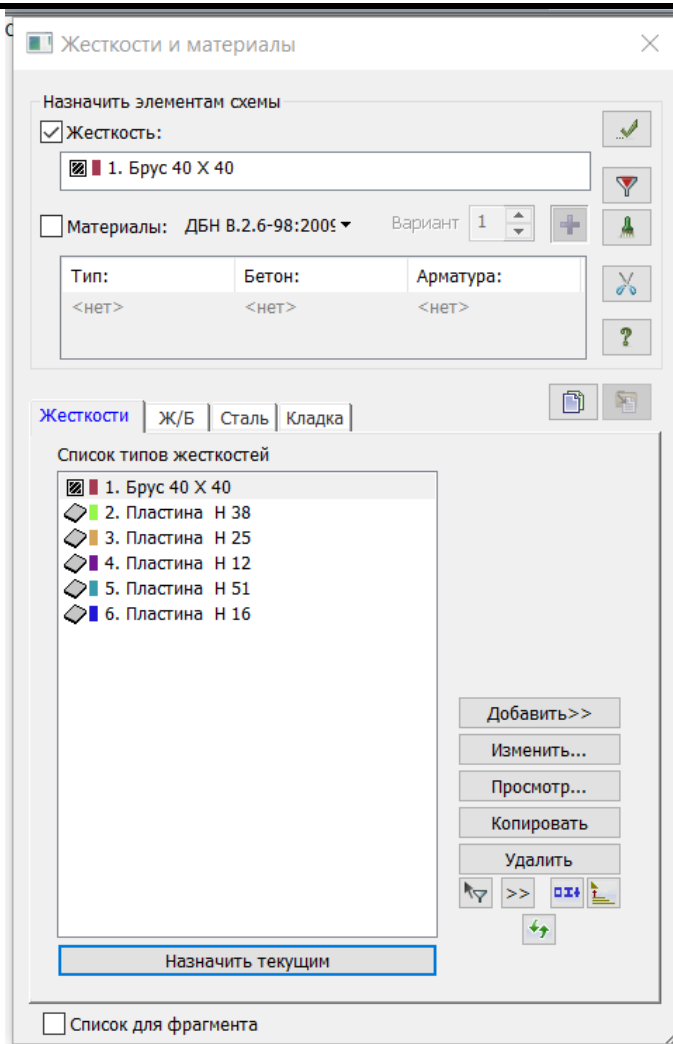 Жесткости и материалы
Назначить элементам схемы
Жесткость:
1. Брус 40 X 40
Материалы: ДБН В.2.6-98:2009 Вариант 1
Тип: Бетон: Арматура:
<нет> <нет> <нет>
?
Жесткости Ж/Б Сталь Кладка
Список типов жесткостей
1. Брус 40 X 40
2. Пластина H 38
3. Пластина H 25
4. Пластина H 12
5. Пластина H 51
6. Пластина H 16
Добавить>>
Изменить...
Просмотр...
Копировать
Удалить
>>
Назначить текущим
Список для фрагмента